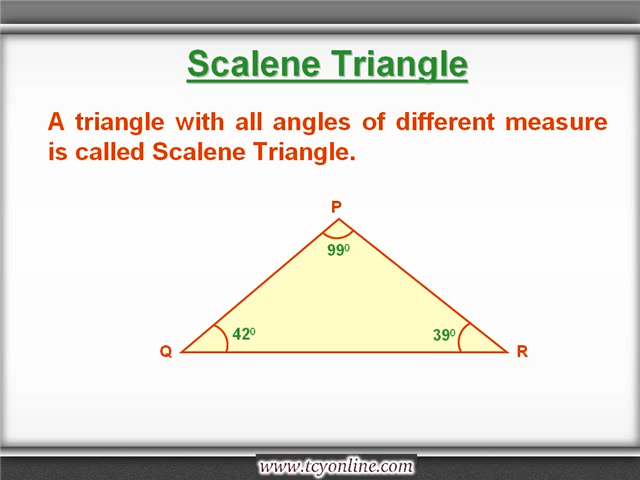 Scalene Triangle
A triangle with all angles of different measure
is called Scalene Triangle.
P
99⁰
42⁰
39⁰
Q
R
www.tcyonline.com